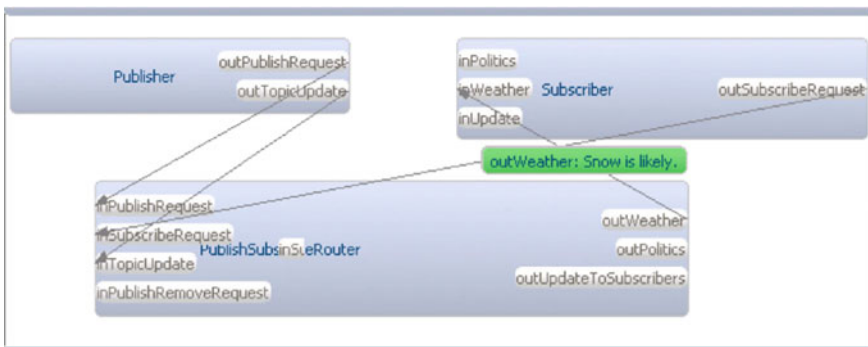 Publisher
outPublishRequest
outTopicUpdate
inPolitics
inWeather
inUpdate
Subscriber
outSubscribeRequest
outWeather: Snow is likely.
inPublishRequest
inSubscribeRequest
inTopicUpdate
inPublishRemoveRequest
outWeather
outPolitics
outUpdateToSubscribers